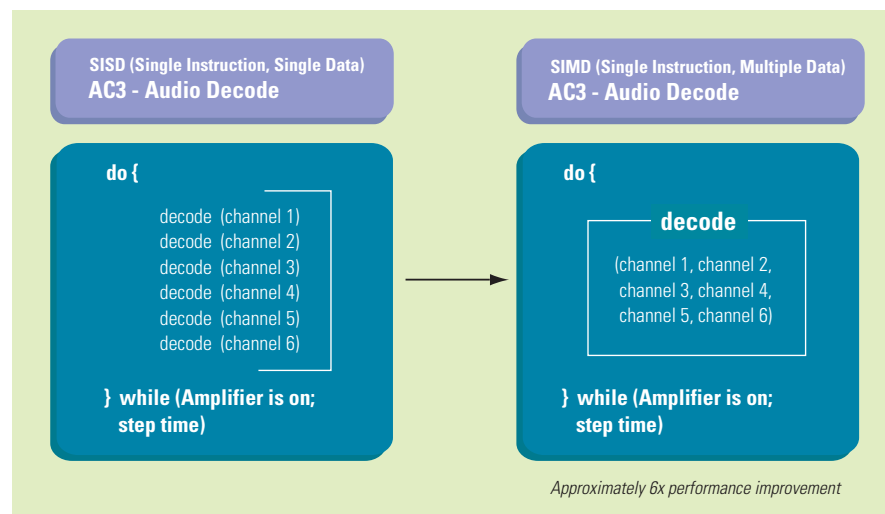 SISD (Single Instruction, Single Data)
AC3 - Audio Decode
do {
decode (channel 1)
decode (channel 2)
decode (channel 3)
decode (channel 4)
decode (channel 5)
decode (channel 6)
} while (Amplifier is on;
step time)
SIMD (Single Instruction, Multiple Data)
AC3 - Audio Decode
do {
decode
(channel 1, channel 2,
channel 3, channel 4,
channel 5, channel 6)
} while (Amplifier is on;
step time)
Approximately 6x performance improvement